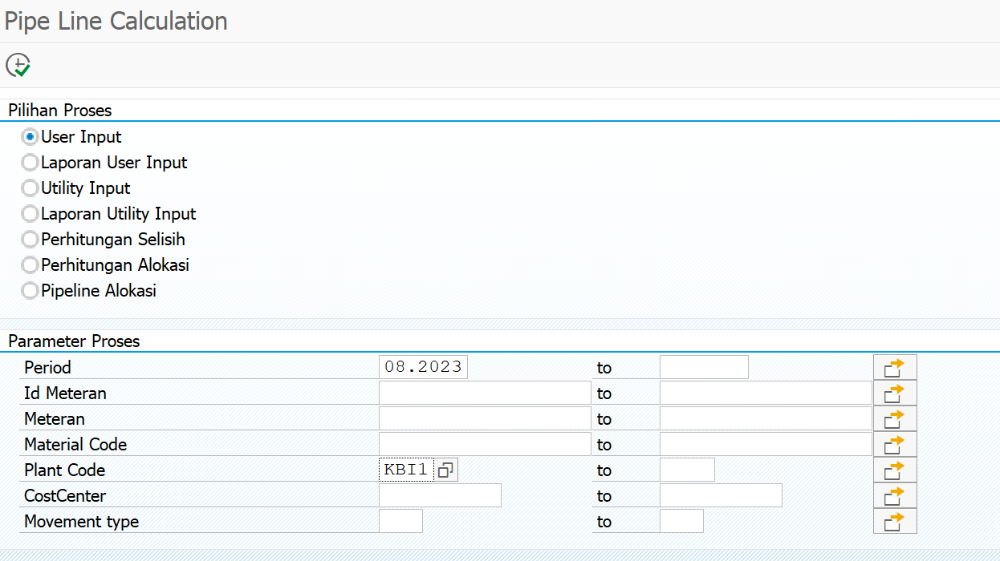 Pipe Line Calculation
Pilihan Proses
User Input
Laporan User Input
Utility Input
Laporan Utility Input
Perhitungan Selisih
Perhitungan Alokasi
Pipeline Alokasi
Parameter Proses
Period 08.2023 to
Id Meteran to
Meteran to
Material Code to
Plant Code KBI1 to
CostCenter to
Movement type to